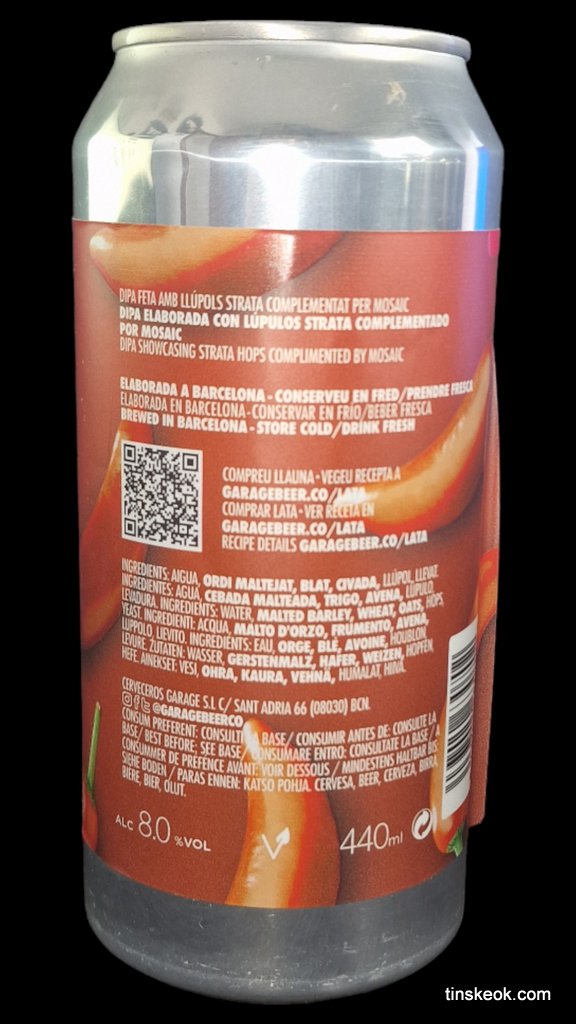 DIPA FETA AMB LLÚPOLS STRATA COMPLEMENTAT PER MOSAIC
DIPA ELABORADA CON LÚPULOS STRATA COMPLEMENTADO
POR MOSAIC
DIPA SHOWCASING STRATA HOPS COMPLIMENTED BY MOSAIC
ELABORADA A BARCELONA - CONSERVEU EN FRED/PRENDRE FRESCA
ELABORADA EN BARCELONA - CONSERVAR EN FRIO/BEBER FRESCA
BREWED IN BARCELONA - STORE COLD/DRINK FRESH
COMPREU LLAUNA · VEGEU RECEPTA A
GARAGEBEER.CO/LATA
COMPRAR LATA · VER RECETA EN
GARAGEBEER.CO/LATA
RECIPE DETAILS GARAGEBEER.CO/LATA
INGREDIENTS: AIGUA, ORDI MALTEJAT, BLAT, CIVADA, LLÚPOL, LLEVAT.
INGREDIENTES: AGUA, CEBADA MALTEADA, TRIGO, AVENA, LÚPULO,
LEVADURA. INGREDIENTS: WATER, MALTED BARLEY, WHEAT, OATS, HOPS,
YEAST. INGREDIENTI: ACQUA, MALTO D'ORZO, FRUMENTO, AVENA,
LUPPOLO, LIEVITO. INGRÉDIENTS: EAU, ORGE, BLÉ, AVOINE, HOUBLON,
LEVURE. ZUTATEN: WASSER, GERSTENMALZ, HAFER, WEIZEN, HOPFEN,
HEFE. AINEKSET: VESI, OHRA, KAURA, VEHNÄ, HUMALAT, HIIVA.
CERVECEROS GARAGE S.L C/ SANT ADRIA 66 (08030) BCN.
@GARAGEBEERCO
CONSUM PREFERENT: CONSULTI LA BASE/ CONSUMIR ANTES DE: CONSULTE LA
BASE/ BEST BEFORE: SEE BASE/ CONSUMARE ENTRO: CONSULTATE LA BASE / A
CONSUMMER DE PRÉFENCE AVANT: VOIR DESSOUS / MINDESTENS HALTBAR BIS:
SIEHE BODEN / PARAS ENNEN: KATSO POHJA. CERVESA, BEER, CERVEZA, BIRRA,
BIÈRE, BIER, OLUT.
ALC 8.0 %VOL
440ml
tinskeok.com